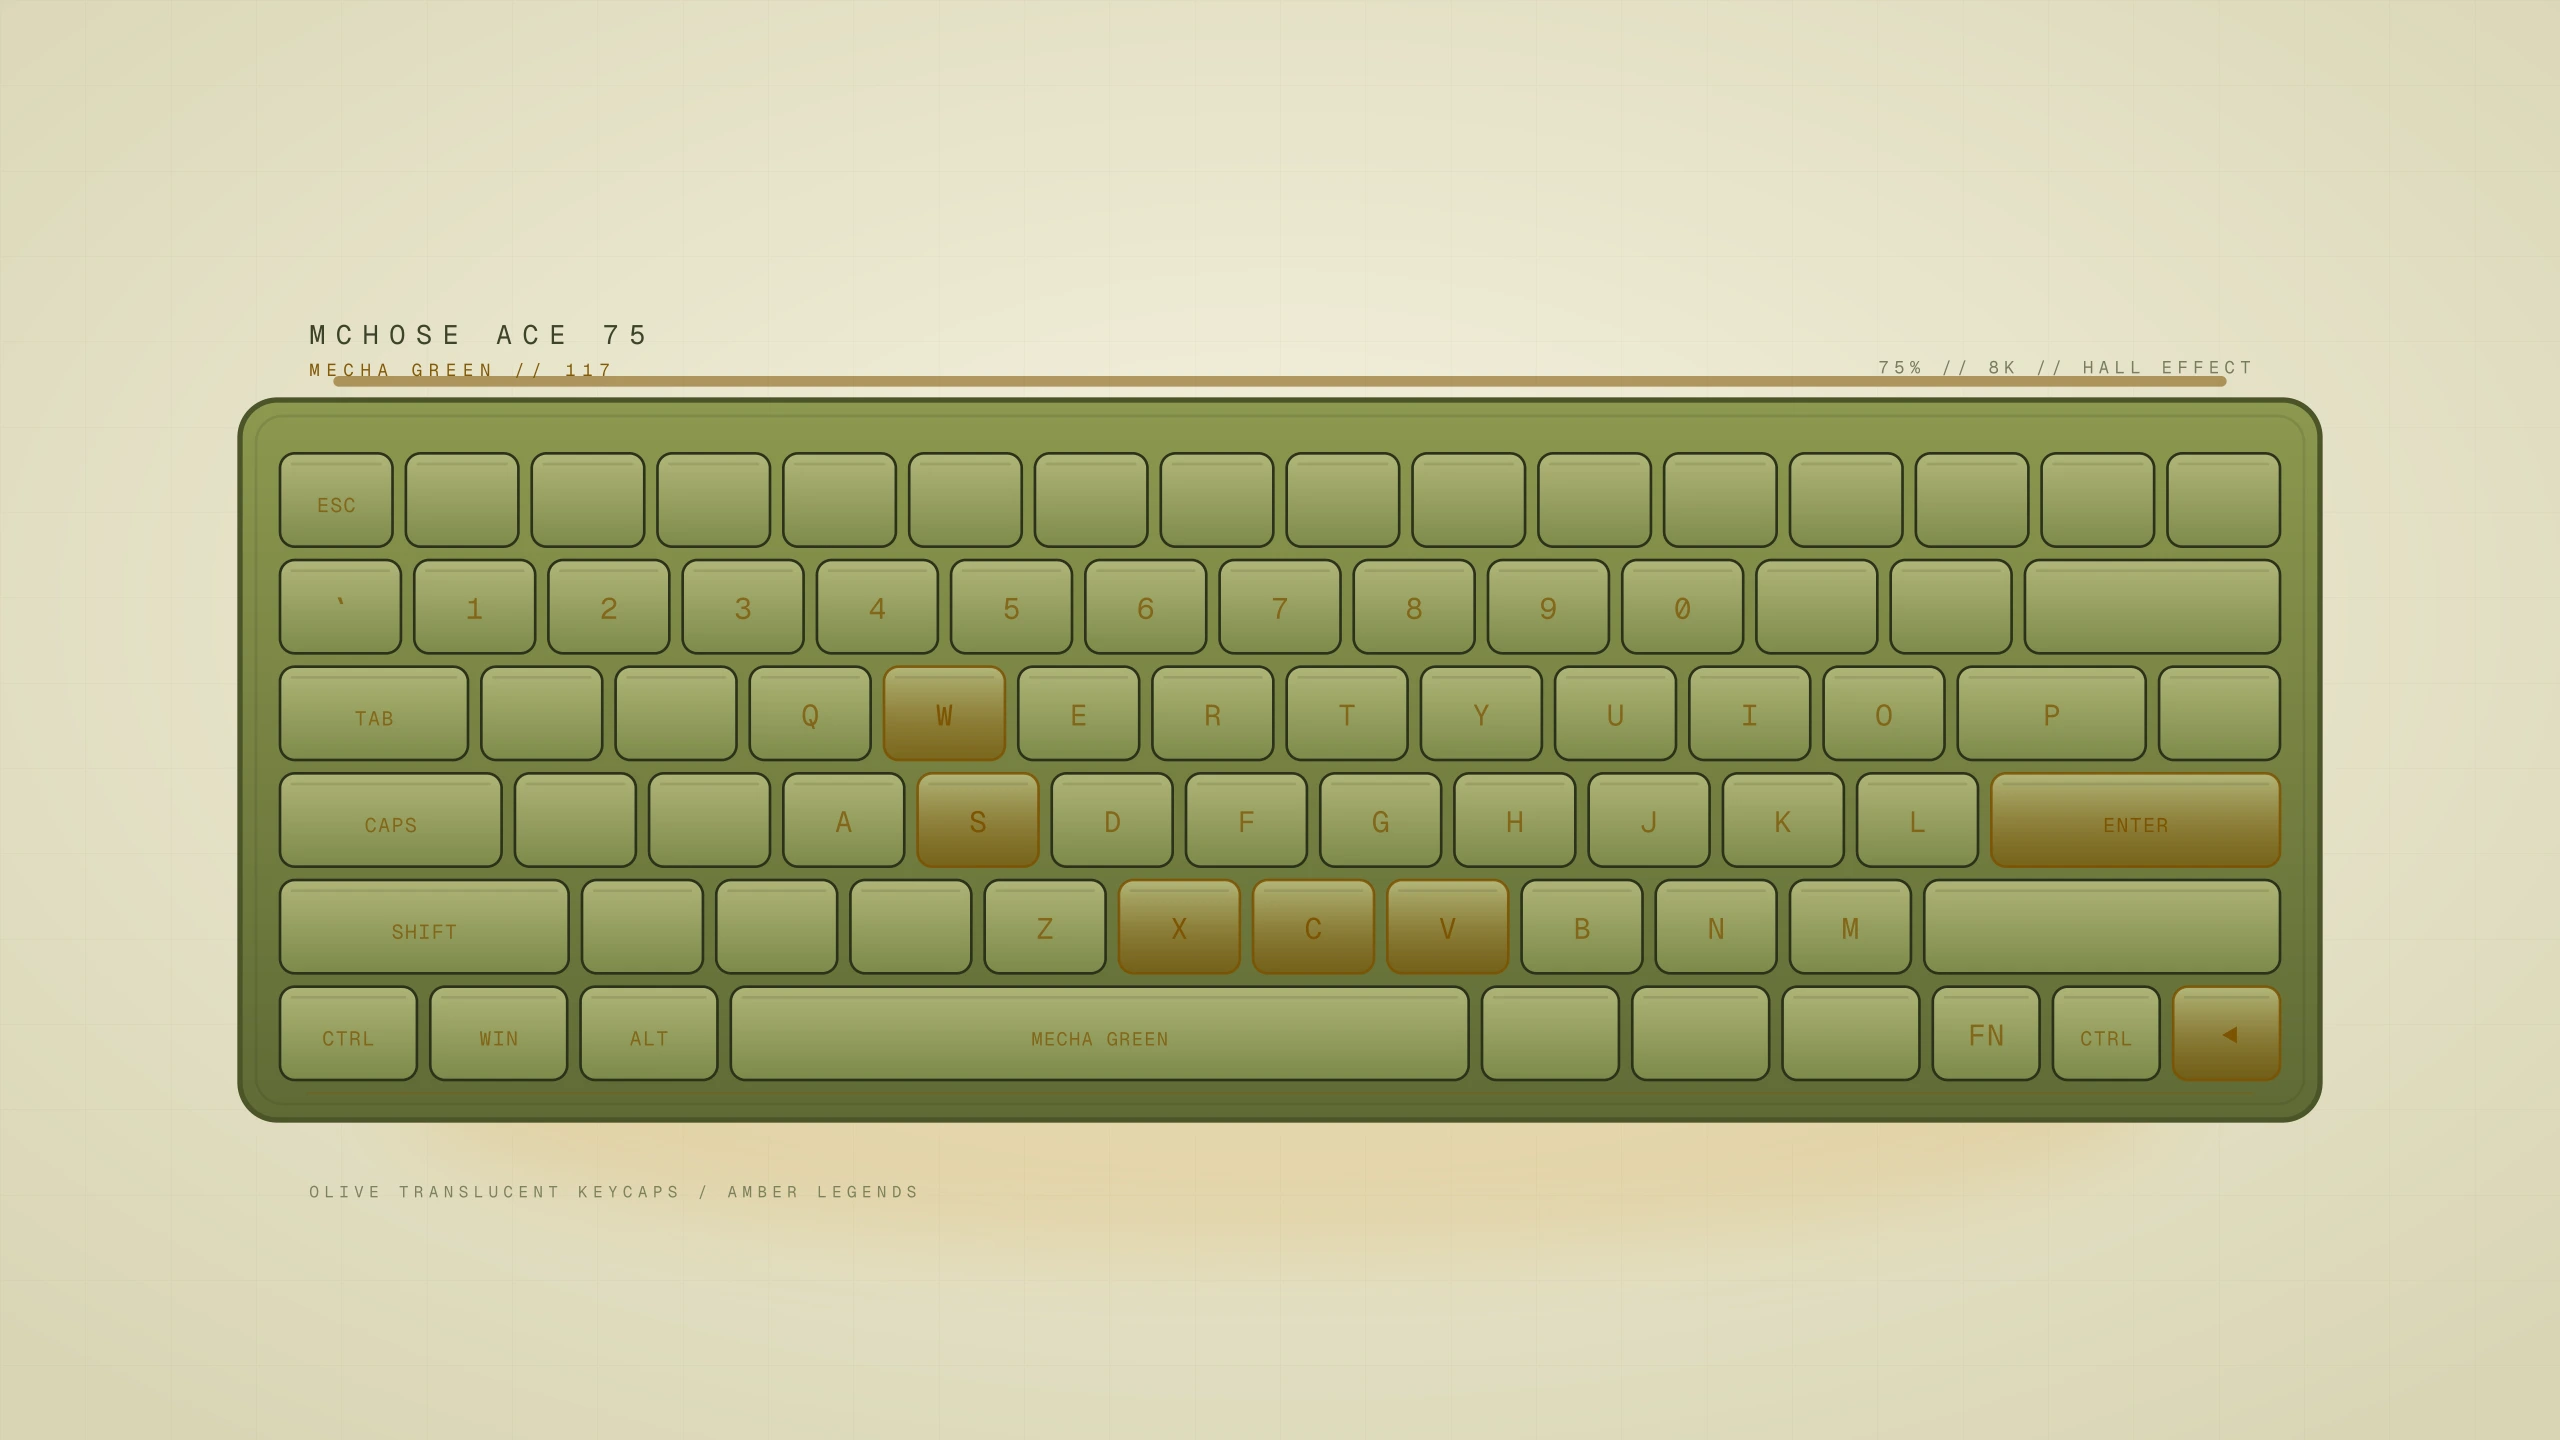 MCHOSE ACE 75
MECHA GREEN // 117
75% // 8K // HALL EFFECT
ESC
` 1 2 3 4 5 6 7 8 9 0
TAB Q W E R T Y U I O P
CAPS A S D F G H J K L ENTER
SHIFT Z X C V B N M
CTRL WIN ALT MECHA GREEN FN CTRL ◀
OLIVE TRANSLUCENT KEYCAPS / AMBER LEGENDS